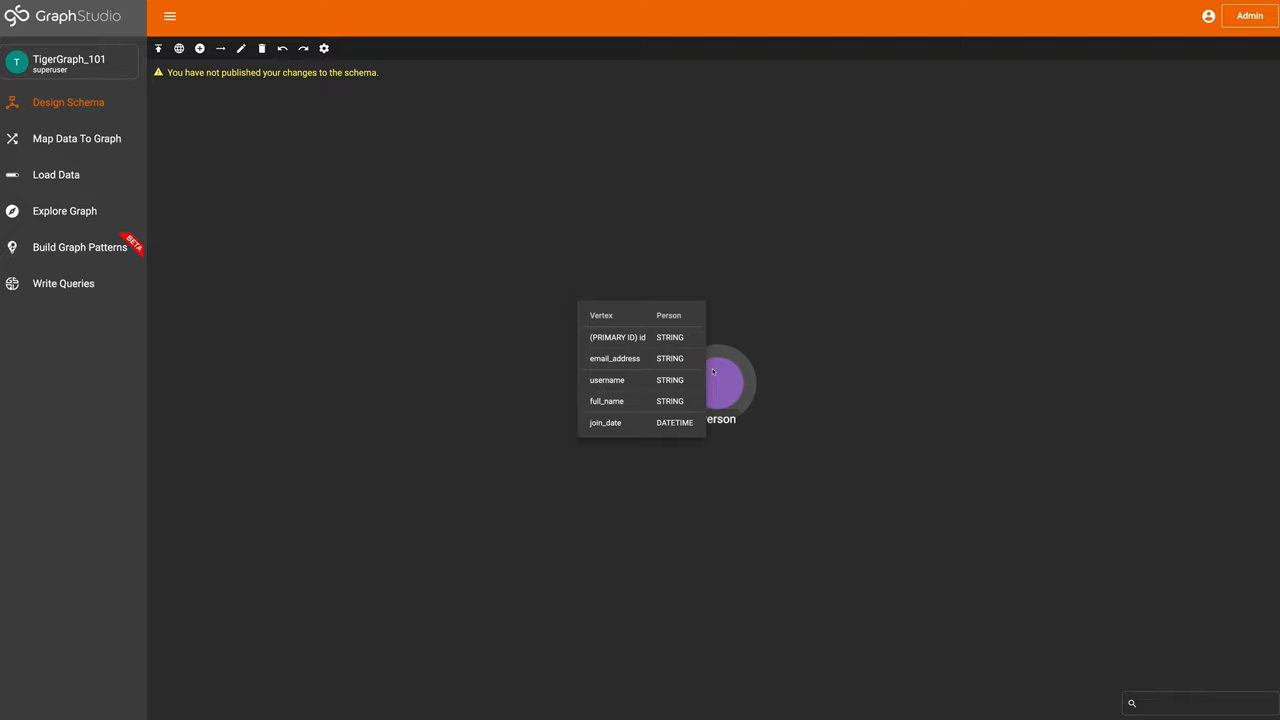 GraphStudio
Admin
T
TigerGraph_101
superuser
You have not published your changes to the schema.
Design Schema
Map Data To Graph
Load Data
Explore Graph
Build Graph Patterns
BETA
Write Queries
Vertex Person
(PRIMARY ID) id STRING
email_address STRING
username STRING
full_name STRING
join_date DATETIME
erson